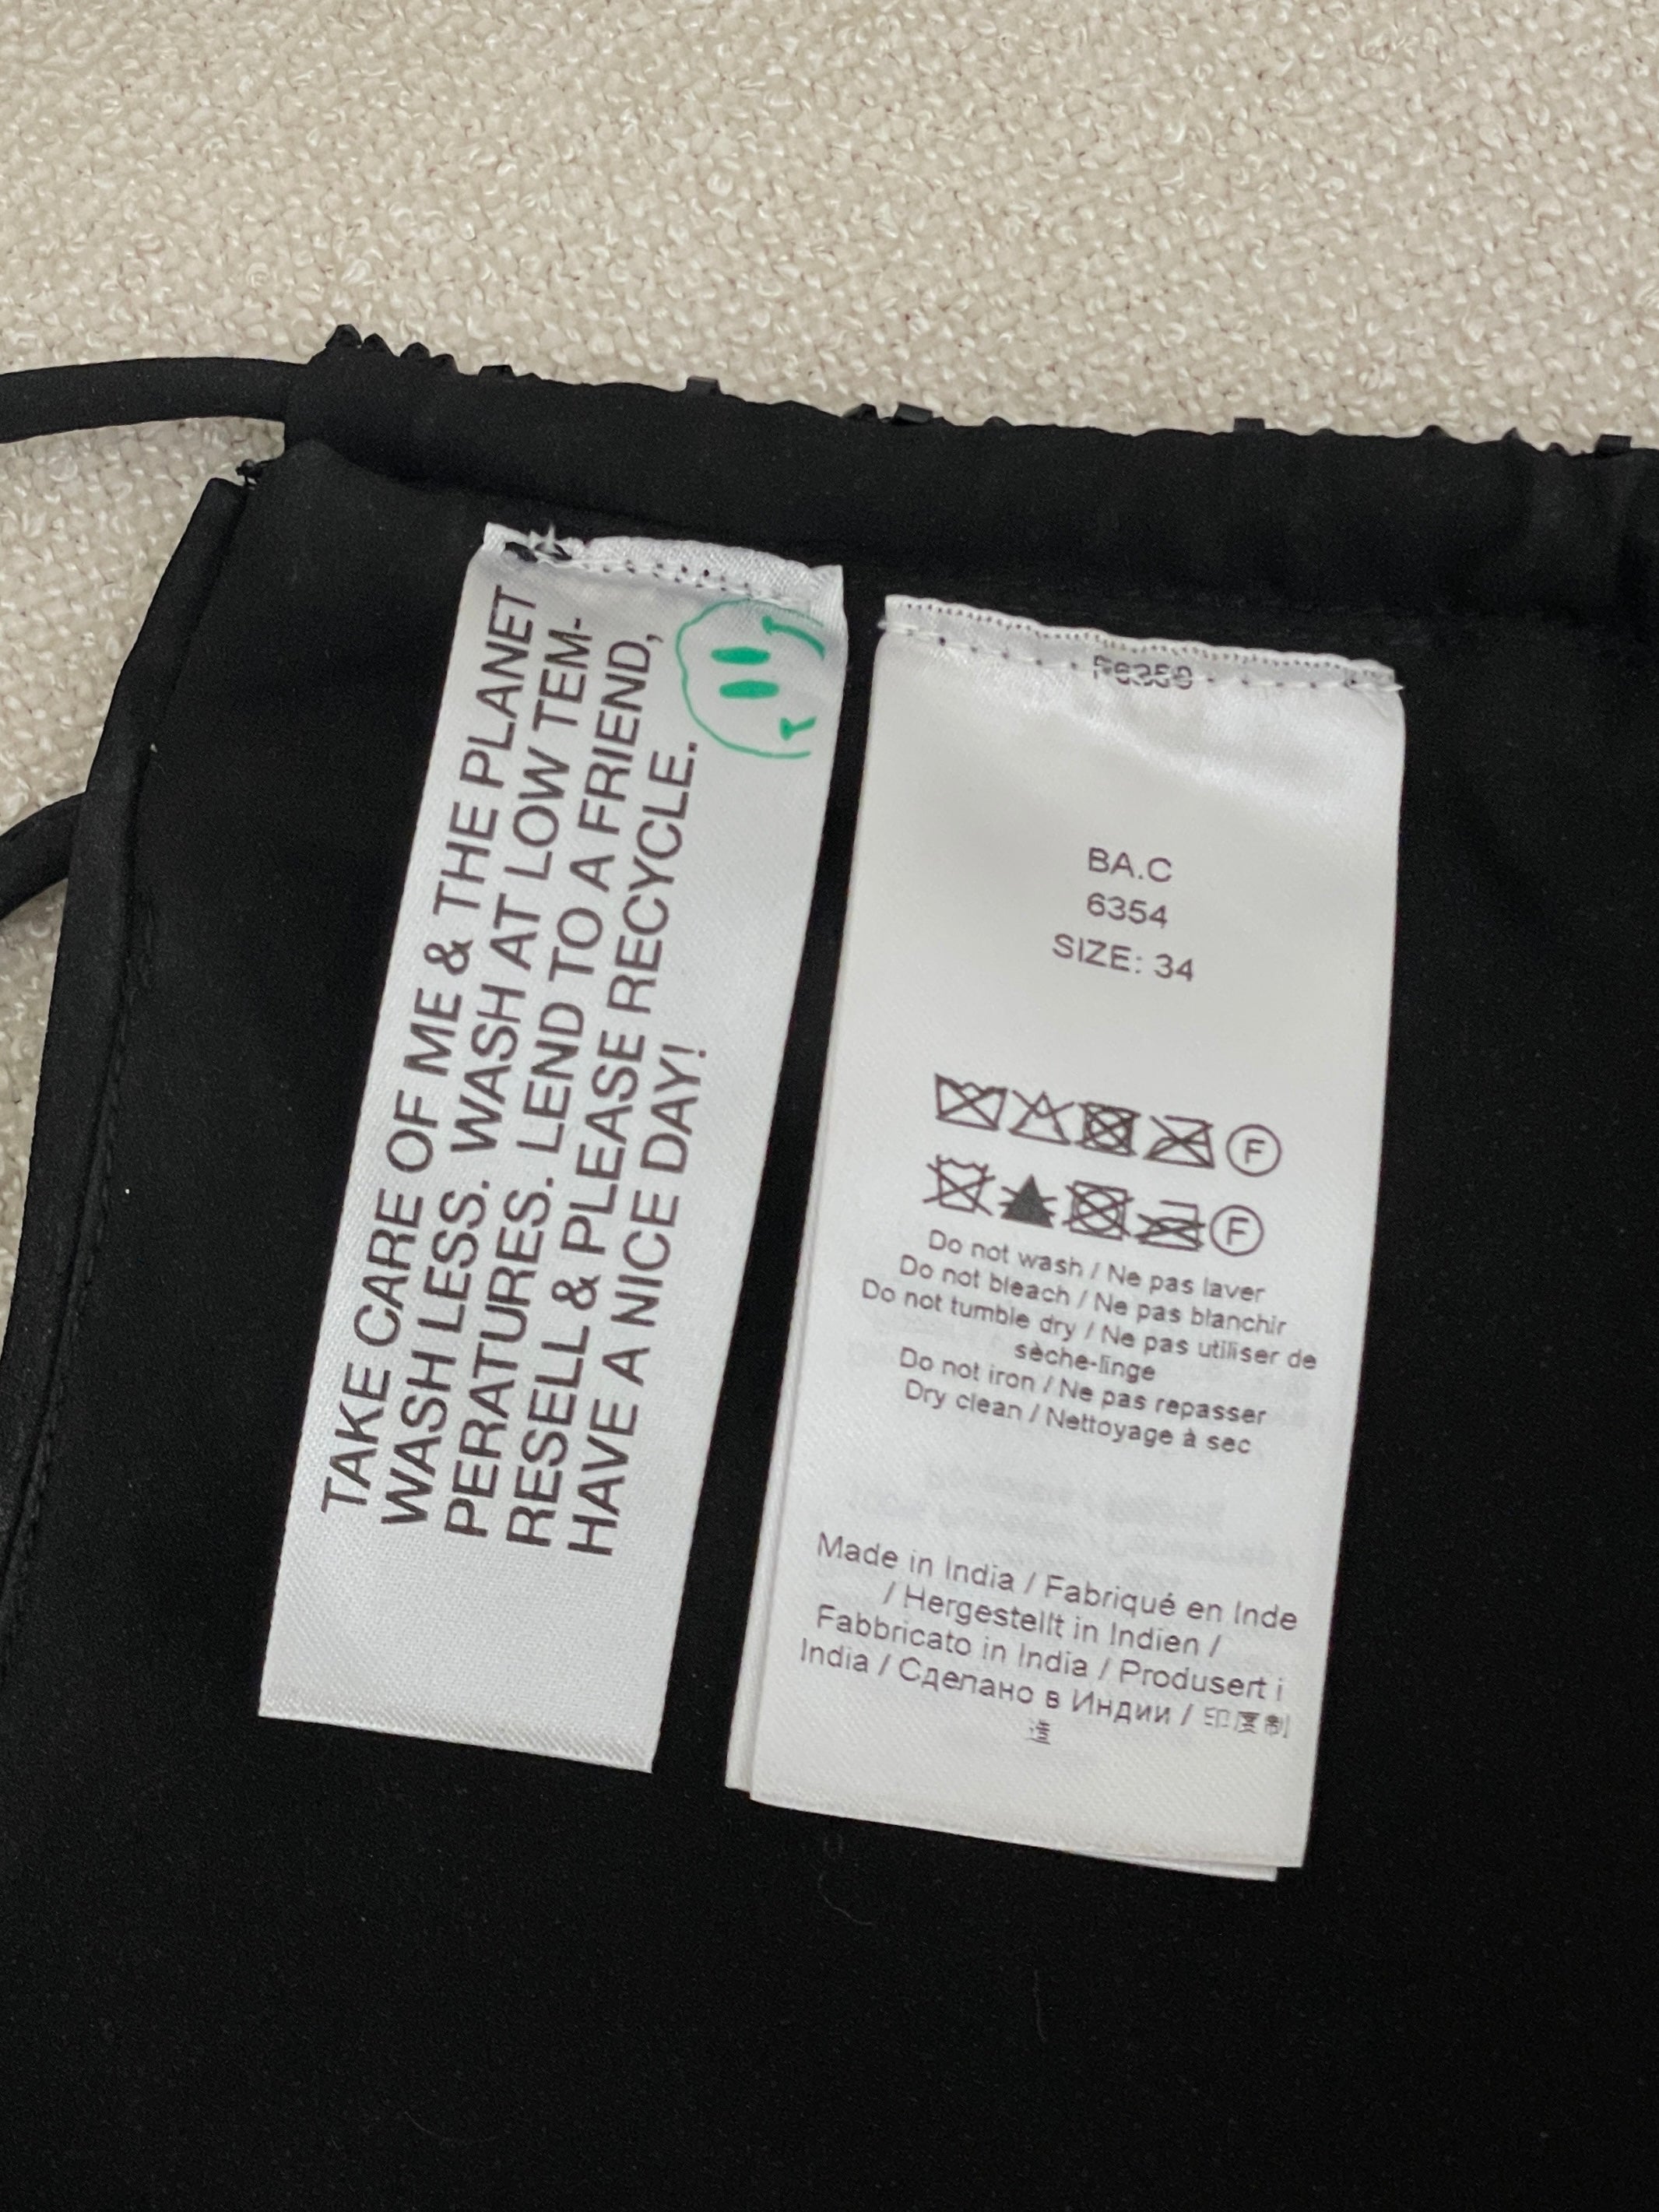 TAKE CARE OF ME & THE PLANET
WASH LESS. WASH AT LOW TEM-
PERATURES. LEND TO A FRIEND,
RESELL & PLEASE RECYCLE.
HAVE A NICE DAY!
BA.C
6354
SIZE: 34
F
F
Do not wash / Ne pas laver
Do not bleach / Ne pas blanchir
Do not tumble dry / Ne pas utiliser de
sèche-linge
Do not iron / Ne pas repasser
Dry clean / Nettoyage à sec
Made in India / Fabriqué en Inde
/ Hergestellt in Indien /
Fabbricato in India / Produsert i
India / Сделано в Индии / 印度制
造